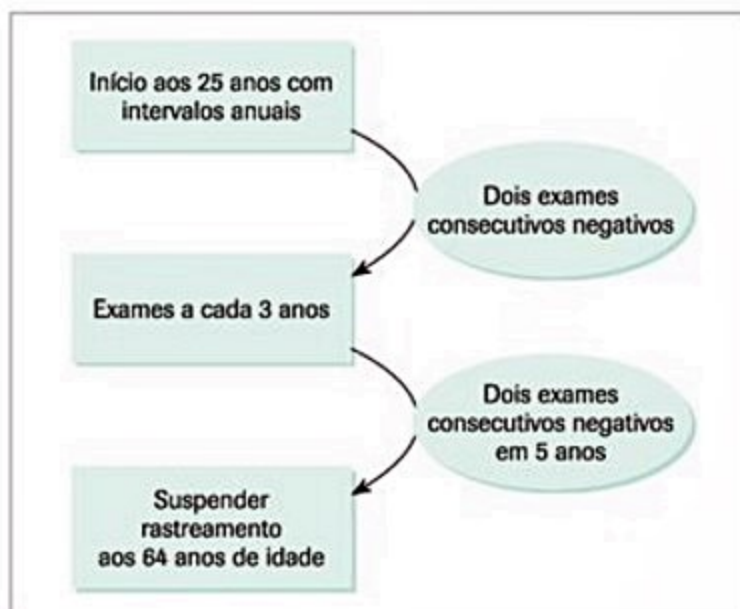 Início aos 25 anos com
intervalos anuais
Dois exames
consecutivos negativos
Exames a cada 3 anos
Dois exames
consecutivos negativos
em 5 anos
Suspender
rastreamento
aos 64 anos de idade